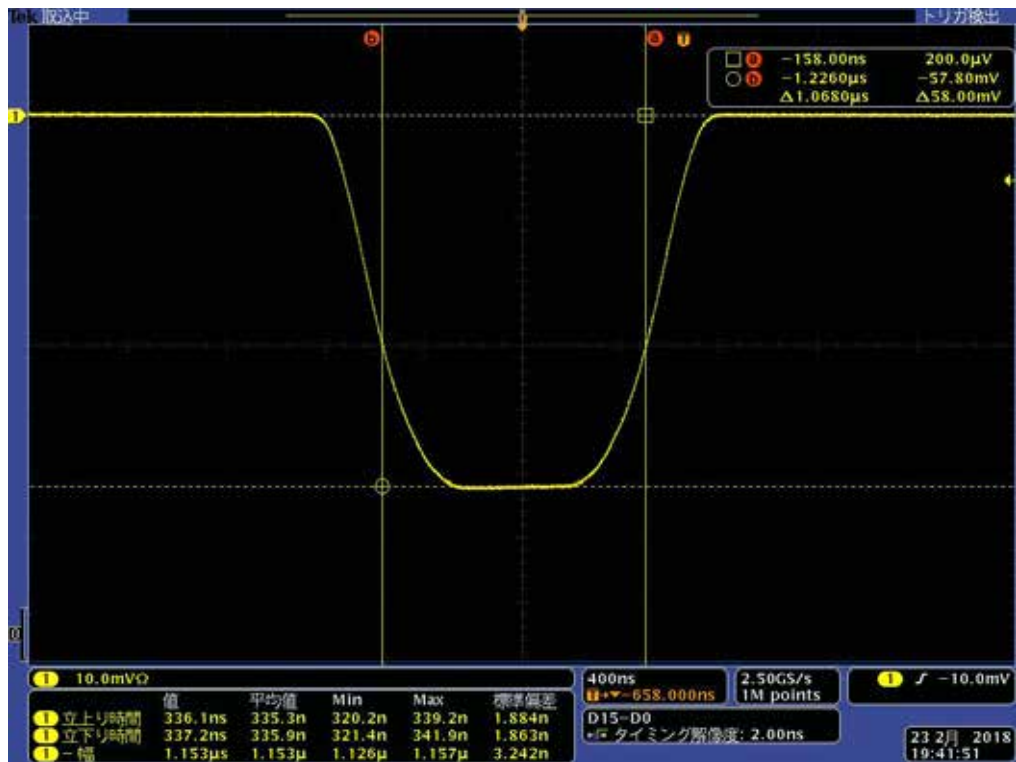 Tek 取込中 トリガ検出
b a T
a -158.00ns 200.0μV
b -1.2260μs -57.80mV
Δ1.0680μs Δ58.00mV
1
1 10.0mVΩ
値 平均値 Min Max 標準偏差
1 立上り時間 336.1ns 335.3n 320.2n 339.2n 1.884n
1 立下り時間 337.2ns 335.9n 321.4n 341.9n 1.863n
1 - 幅 1.153μs 1.153μ 1.126μ 1.157μ 3.242n
400ns
T→▼-658.000ns
2.50GS/s
1M points
1 -10.0mV
D15-D0
タイミング解像度: 2.00ns
23 2月 2018
19:41:51